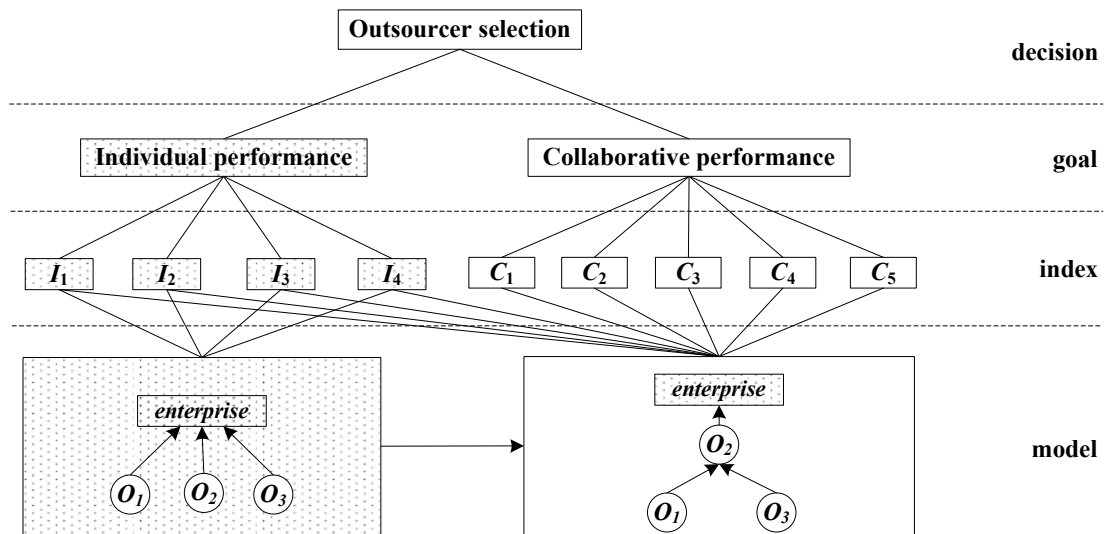 Outsourcer selection
decision
Individual performance
Collaborative performance
goal
I1
I2
I3
I4
C1
C2
C3
C4
C5
index
enterprise
O1
O2
O3
enterprise
O2
O1
O3
model